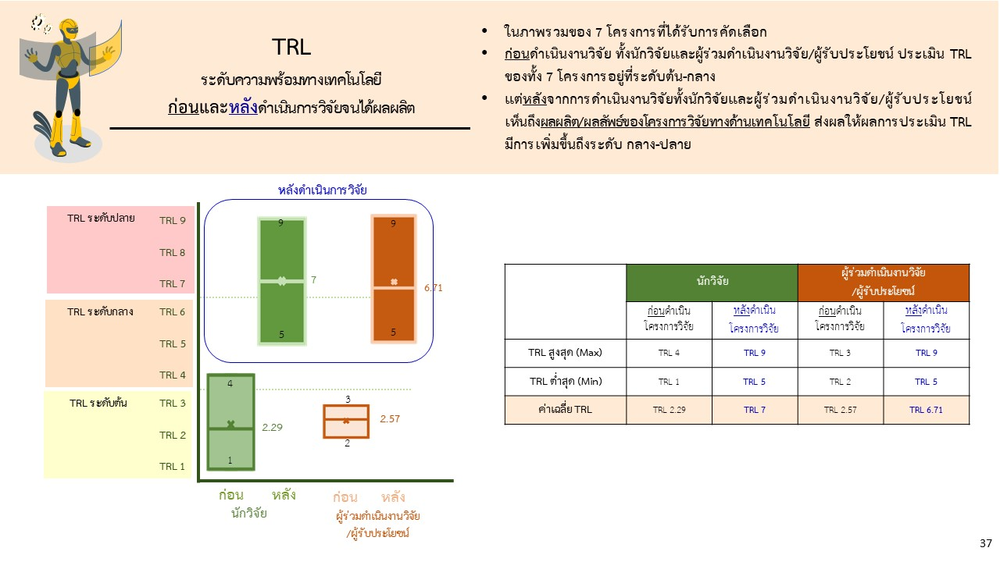 TRL
ระดับความพร้อมทางเทคโนโลยี
ก่อนและหลังดำเนินการวิจัยจนได้ผลผลิต
• ในภาพรวมของ 7 โครงการที่ได้รับการคัดเลือก
• ก่อนดำเนินงานวิจัย ทั้งนักวิจัยและผู้ร่วมดำเนินงานวิจัย/ผู้รับประโยชน์ ประเมิน TRL
ของทั้ง 7 โครงการอยู่ที่ระดับต้น-กลาง
• แต่หลังจากการดำเนินงานวิจัยทั้งนักวิจัยและผู้ร่วมดำเนินงานวิจัย/ผู้รับประโยชน์
เห็นถึงผลผลิต/ผลลัพธ์ของโครงการวิจัยทางด้านเทคโนโลยี ส่งผลให้ผลการประเมิน TRL
มีการเพิ่มขึ้นถึงระดับ กลาง-ปลาย
หลังดำเนินการวิจัย
TRL ระดับปลาย TRL 9
TRL 8
TRL 7
TRL ระดับกลาง TRL 6
TRL 5
TRL 4
TRL ระดับต้น TRL 3
TRL 2
TRL 1
9 9
7 6.71
5 5
4 3
2.29 2.57
1 2
ก่อน หลัง ก่อน หลัง
นักวิจัย ผู้ร่วมดำเนินงานวิจัย
/ผู้รับประโยชน์
นักวิจัย ผู้ร่วมดำเนินงานวิจัย
/ผู้รับประโยชน์
ก่อนดำเนิน หลังดำเนิน ก่อนดำเนิน หลังดำเนิน
โครงการวิจัย โครงการวิจัย โครงการวิจัย โครงการวิจัย
TRL สูงสุด (Max) TRL 4 TRL 9 TRL 3 TRL 9
TRL ต่ำสุด (Min) TRL 1 TRL 5 TRL 2 TRL 5
ค่าเฉลี่ย TRL TRL 2.29 TRL 7 TRL 2.57 TRL 6.71
37